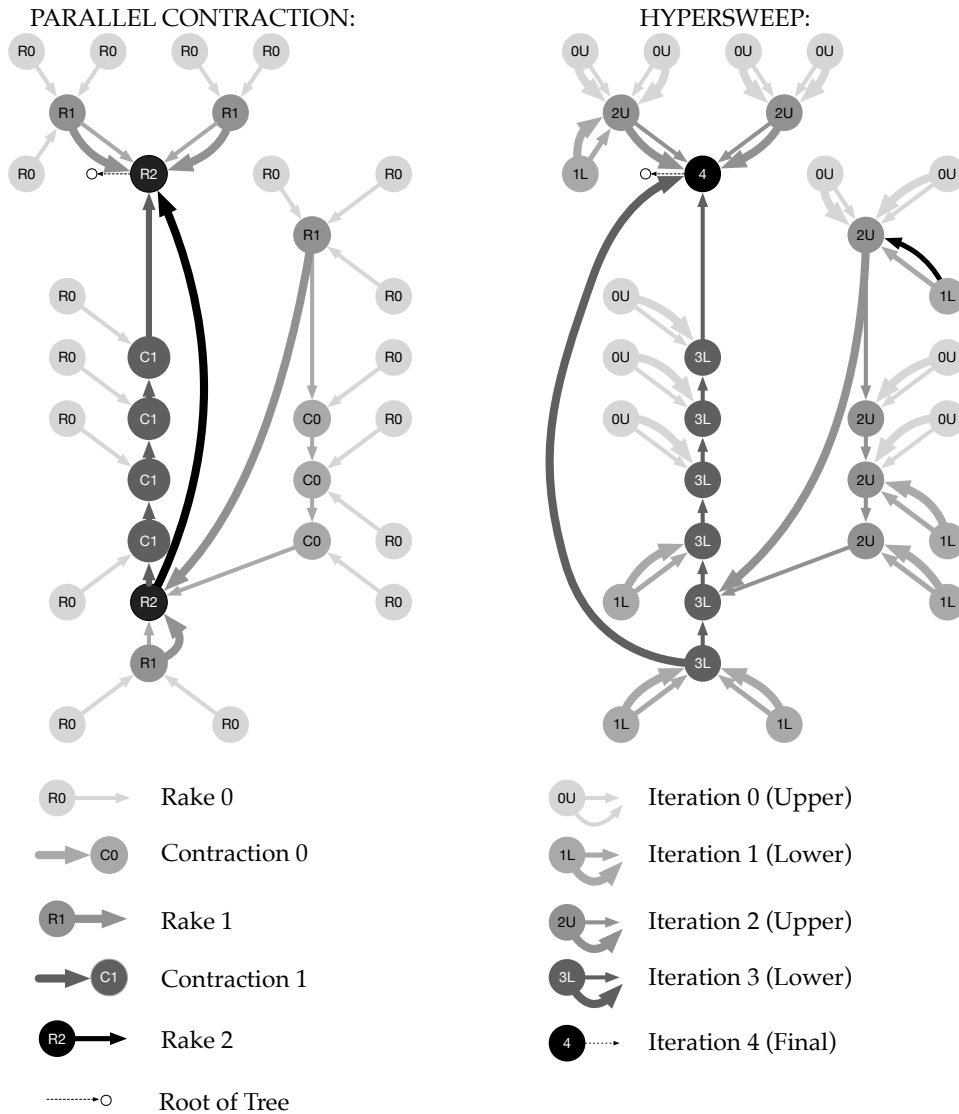 PARALLEL CONTRACTION:
R0 R0 R0 R0
R1 R1
R0 R2 R0 R0
R1
R0 R0
R0 C1 R0
R0 C1 C0 R0
C1 C0
C1 C0 R0
R0 R2 R0
R1
R0 R0
R0 Rake 0
C0 Contraction 0
R1 Rake 1
C1 Contraction 1
R2 Rake 2
Root of Tree
HYPERSWEEP:
0U 0U 0U 0U
2U 2U
1L 4 0U 0U
2U
0U 1L
0U 3L 0U
0U 3L 2U 0U
3L 2U
3L 2U 1L
1L 3L 1L
3L
1L 1L
0U Iteration 0 (Upper)
1L Iteration 1 (Lower)
2U Iteration 2 (Upper)
3L Iteration 3 (Lower)
4 Iteration 4 (Final)